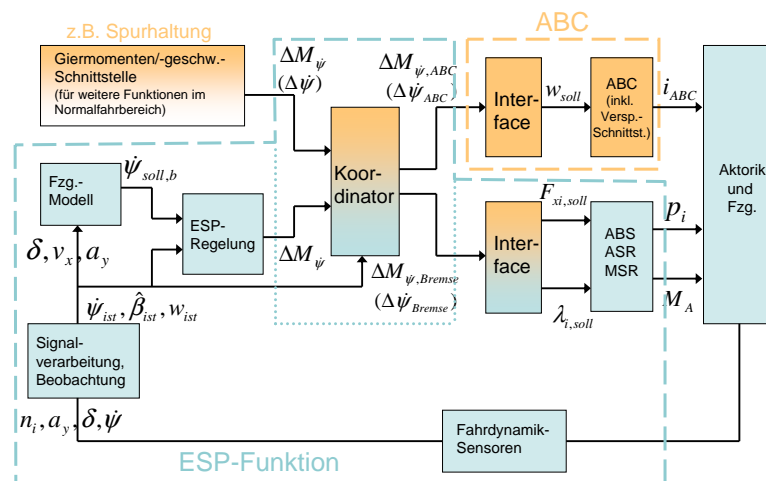 z.B. Spurhaltung
Giermomenten/-geschw.-
Schnittstelle
(für weitere Funktionen im
Normalfahrbereich)
ΔM_ψ̇
(Δψ̇)
ΔM_ψ̇,ABC
(Δψ̇_ABC)
ABC
Inter-
face
w_soll
ABC
(inkl.
Versp.-
Schnittst.)
i_ABC
Aktorik
und
Fzg.
Fzg.-
Modell
ψ̇_soll,b
ESP-
Regelung
ΔM_ψ̇
Koor-
dinator
ΔM_ψ̇,Bremse
(Δψ̇_Bremse)
Inter-
face
F_xi,soll
λ_i,soll
ABS
ASR
MSR
p_i
M_A
δ, v_x, a_y
ψ̇_ist, β̂_ist, w_ist
Signal-
verarbeitung,
Beobachtung
n_i, a_y, δ, ψ̇
Fahrdynamik-
Sensoren
ESP-Funktion